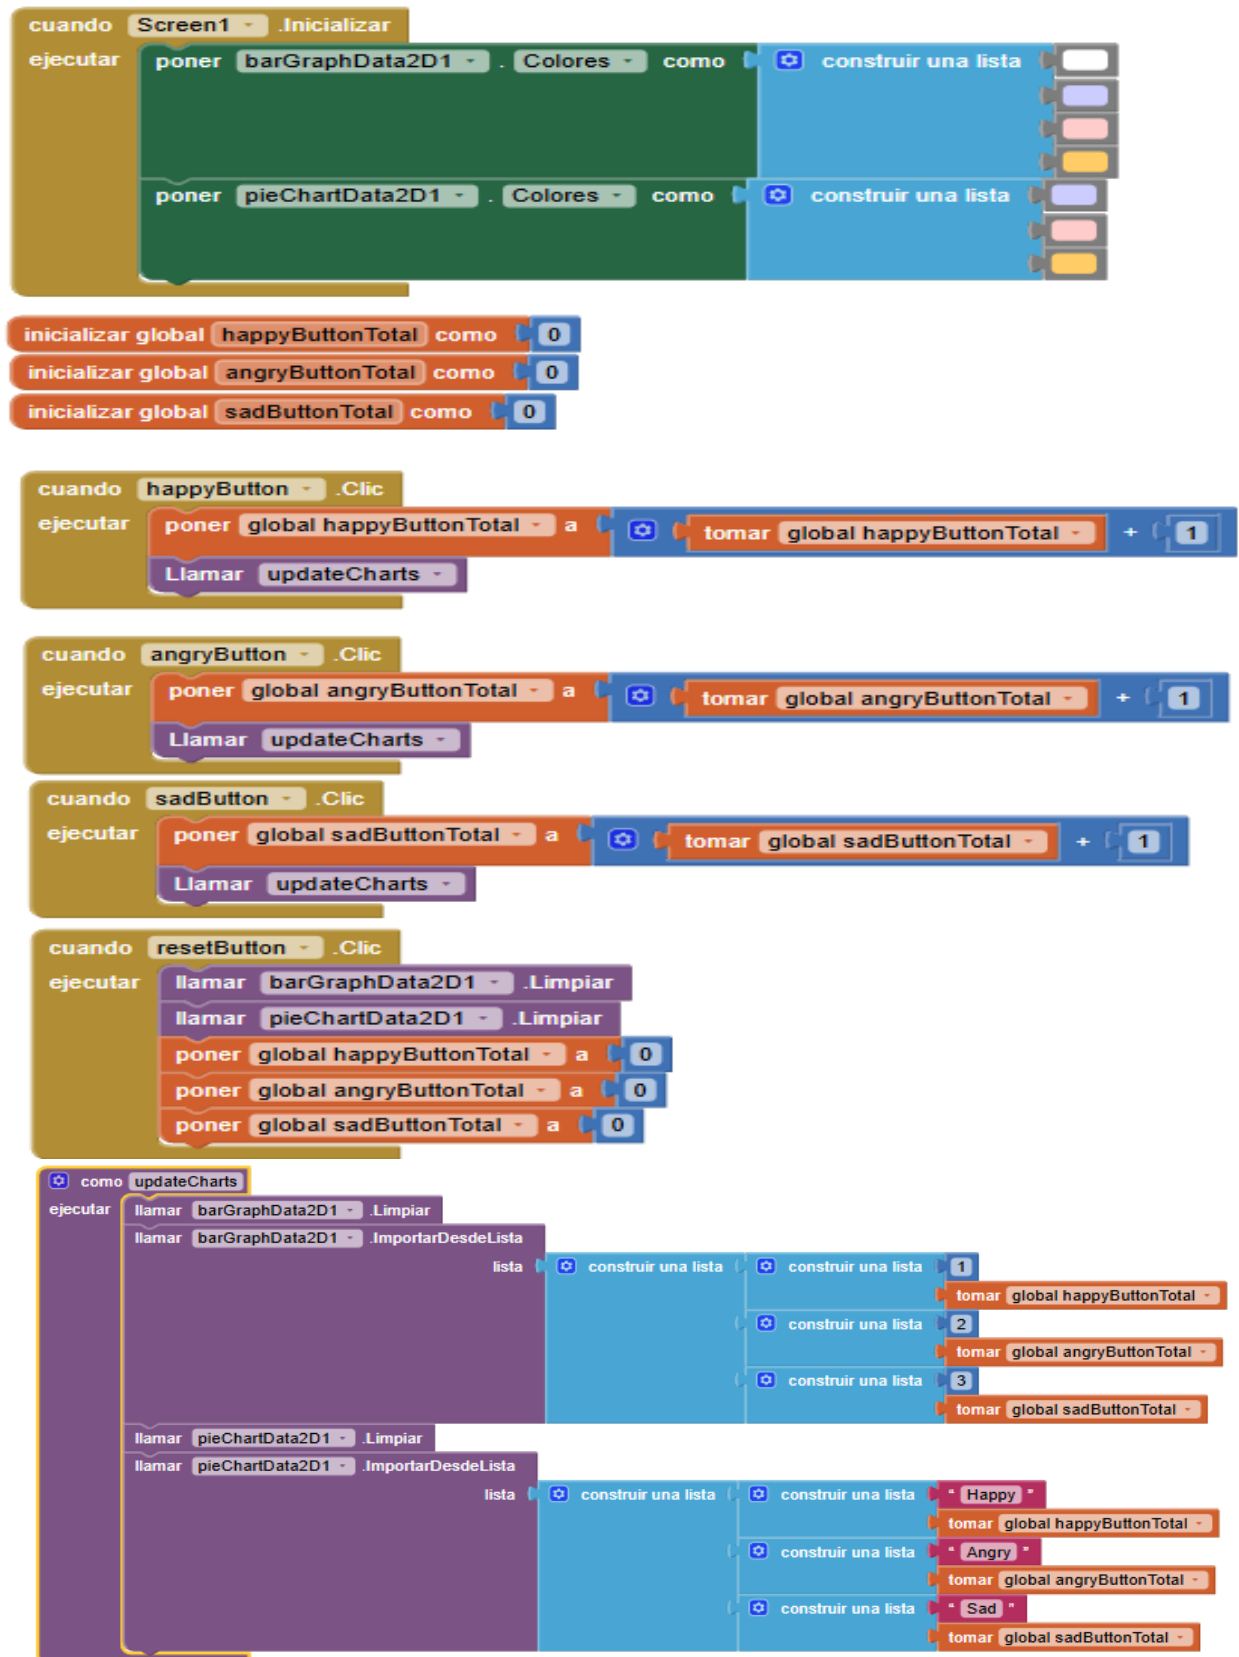 cuando Screen1 .Inicializar
ejecutar poner barGraphData2D1 . Colores como construir una lista
poner pieChartData2D1 . Colores como construir una lista
inicializar global happyButtonTotal como 0
inicializar global angryButtonTotal como 0
inicializar global sadButtonTotal como 0
cuando happyButton .Clic
ejecutar poner global happyButtonTotal a tomar global happyButtonTotal + 1
Llamar updateCharts
cuando angryButton .Clic
ejecutar poner global angryButtonTotal a tomar global angryButtonTotal + 1
Llamar updateCharts
cuando sadButton .Clic
ejecutar poner global sadButtonTotal a tomar global sadButtonTotal + 1
Llamar updateCharts
cuando resetButton .Clic
ejecutar llamar barGraphData2D1 .Limpiar
llamar pieChartData2D1 .Limpiar
poner global happyButtonTotal a 0
poner global angryButtonTotal a 0
poner global sadButtonTotal a 0
como updateCharts
ejecutar llamar barGraphData2D1 .Limpiar
llamar barGraphData2D1 .ImportarDesdeLista
lista construir una lista construir una lista 1
tomar global happyButtonTotal
construir una lista 2
tomar global angryButtonTotal
construir una lista 3
tomar global sadButtonTotal
llamar pieChartData2D1 .Limpiar
llamar pieChartData2D1 .ImportarDesdeLista
lista construir una lista construir una lista " Happy "
tomar global happyButtonTotal
construir una lista " Angry "
tomar global angryButtonTotal
construir una lista " Sad "
tomar global sadButtonTotal